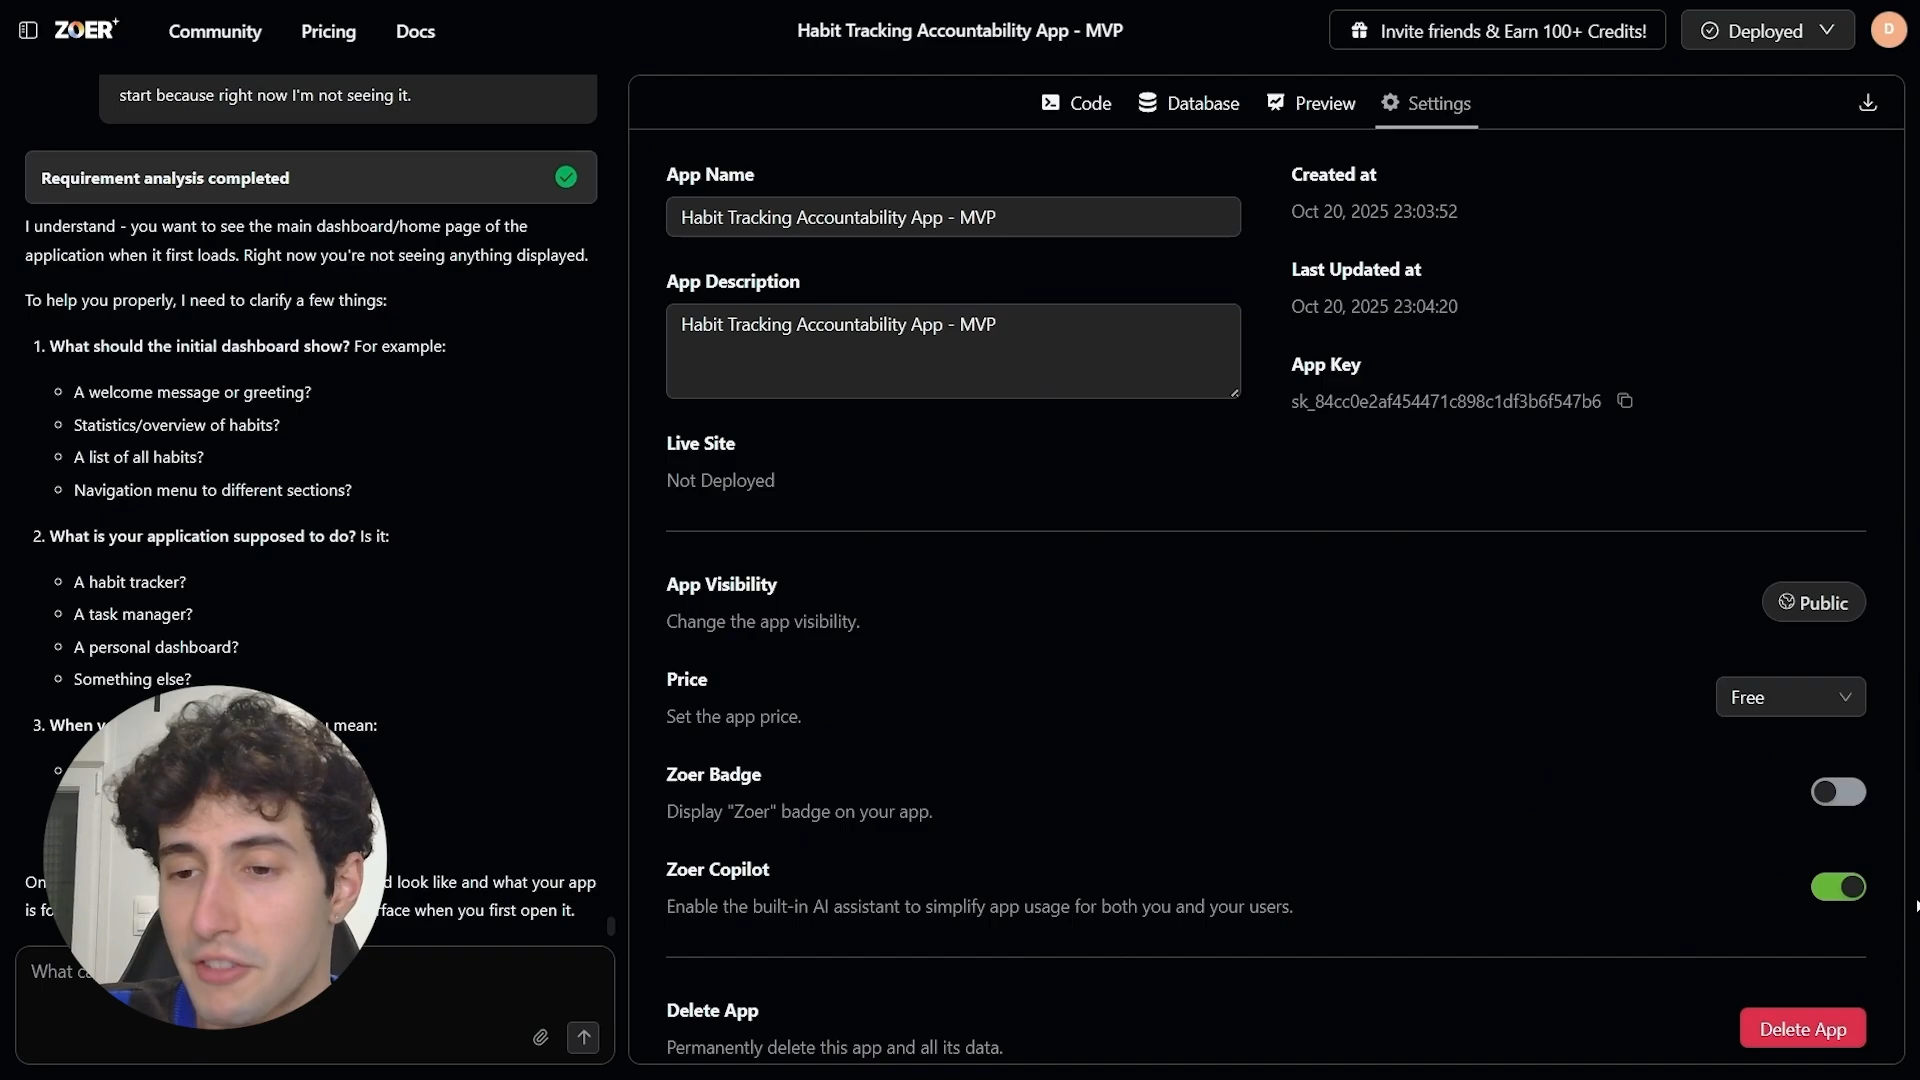 ZOER
Community
Pricing
Docs
Habit Tracking Accountability App - MVP
Invite friends & Earn 100+ Credits!
Deployed
D
start because right now I'm not seeing it.
Requirement analysis completed
I understand - you want to see the main dashboard/home page of the
application when it first loads. Right now you're not seeing anything displayed.
To help you properly, I need to clarify a few things:
1. What should the initial dashboard show? For example:
A welcome message or greeting?
Statistics/overview of habits?
A list of all habits?
Navigation menu to different sections?
2. What is your application supposed to do? Is it:
A habit tracker?
A task manager?
A personal dashboard?
Something else?
3. When mean:
look like and what your app
is when you first open it.
What
Code
Database
Preview
Settings
App Name
Habit Tracking Accountability App - MVP
App Description
Habit Tracking Accountability App - MVP
Live Site
Not Deployed
Created at
Oct 20, 2025 23:03:52
Last Updated at
Oct 20, 2025 23:04:20
App Key
sk_84cc0e2af454471c898c1df3b6f547b6
App Visibility
Change the app visibility.
Public
Price
Set the app price.
Free
Zoer Badge
Display "Zoer" badge on your app.
Zoer Copilot
Enable the built-in AI assistant to simplify app usage for both you and your users.
Delete App
Permanently delete this app and all its data.
Delete App